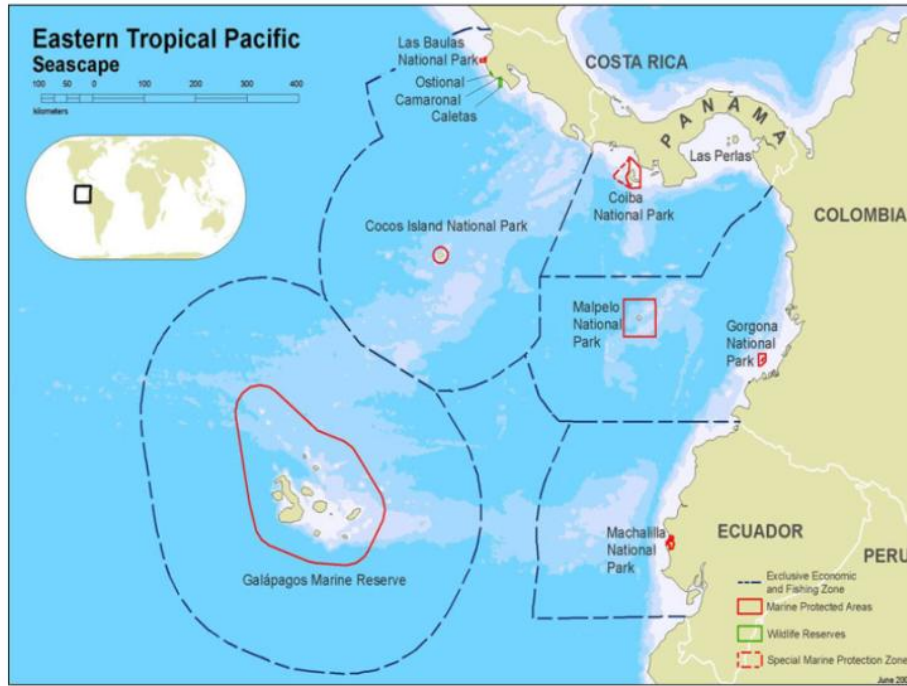 Eastern Tropical Pacific
Seascape
100 0 100 200 300 400
kilometers
Las Baulas
National Park
Ostional
Camaronal
Caletas
COSTA RICA
PANAMA
Las Perlas
Coiba
National Park
COLOMBIA
Cocos Island National Park
Malpelo
National
Park
Gorgona
National
Park
Galápagos Marine Reserve
Machalilla
National
Park
ECUADOR
PERU
Exclusive Economic
and Fishing Zone
Marine Protected Areas
Wildlife Reserves
Special Marine Protection Zone
June